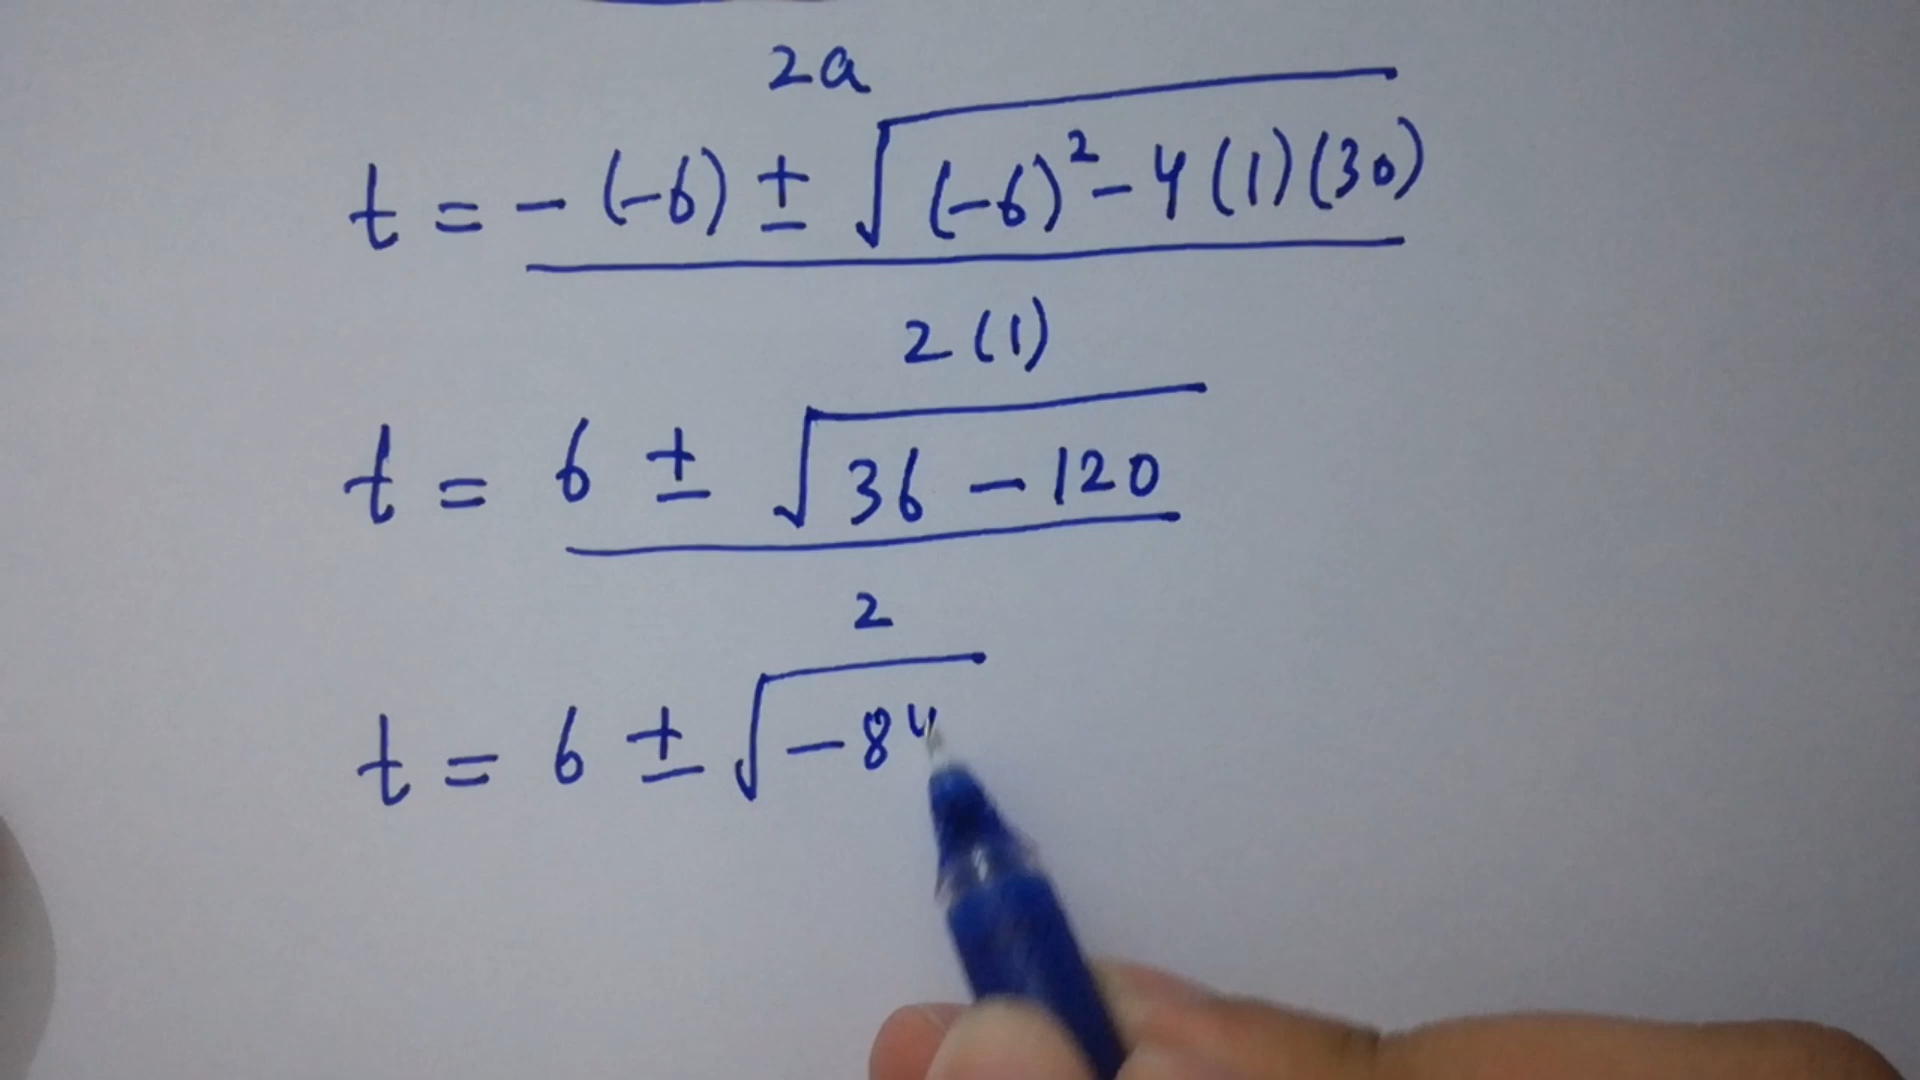 2a
t = - (-6) ± √(-6)² - 4(1)(30)
2(1)
t = 6 ± √36 - 120
2
t = 6 ± √-84